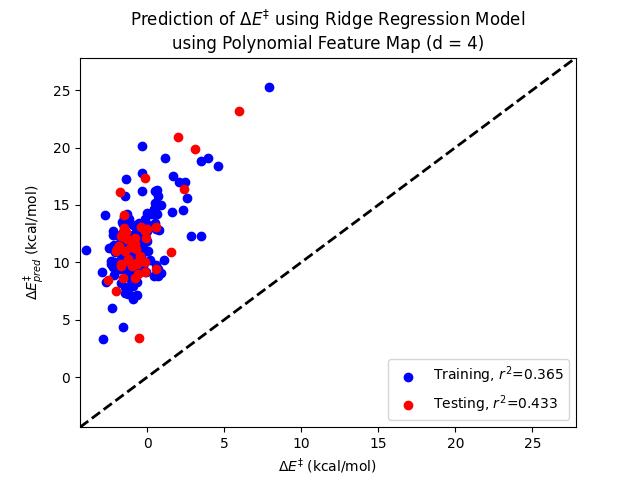 Prediction of ΔE‡ using Ridge Regression Model
using Polynomial Feature Map (d = 4)
ΔE‡pred (kcal/mol)
25
20
15
10
5
0
Training, r²=0.365
Testing, r²=0.433
0 5 10 15 20 25
ΔE‡ (kcal/mol)